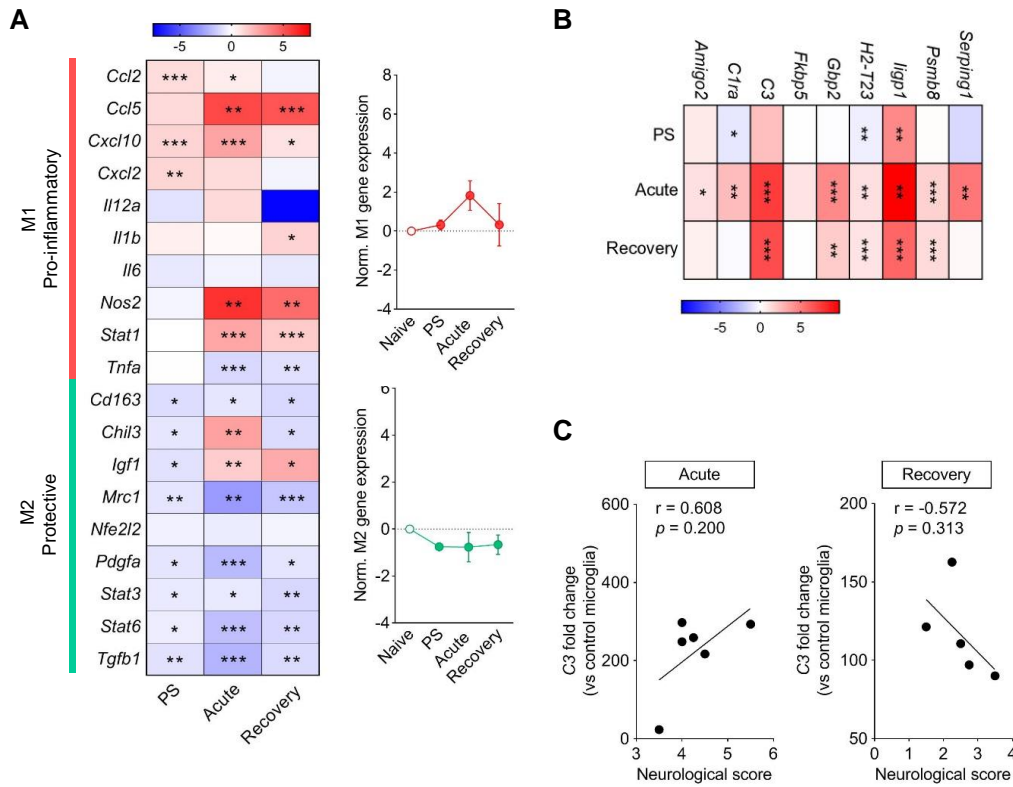 A
-5 0 5
M1
Pro-inflammatory
M2
Protective
Ccl2 *** *
Ccl5 ** ***
Cxcl10 *** *** *
Cxcl2 **
Il12a
Il1b *
Il6
Nos2 ** **
Stat1 *** ***
Tnfa *** **
Cd163 * * *
Chil3 * ** *
Igf1 * ** *
Mrc1 ** ** ***
Nfe2l2
Pdgfa * *** *
Stat3 * * **
Stat6 * *** **
Tgfb1 ** *** **
PS Acute Recovery
Norm. M1 gene expression
8
6
4
2
0
-2
-4
Naive PS Acute Recovery
Norm. M2 gene expression
6
4
2
0
-2
-4
Naive PS Acute Recovery
B
Amigo2 C1ra C3 Fkbp5 Gbp2 H2-T23 Iigp1 Psmb8 Serping1
PS * ** **
Acute * ** *** *** ** ** *** **
Recovery *** ** *** *** ***
-5 0 5
C
Acute
r = 0.608
p = 0.200
C3 fold change
(vs control microglia)
600
400
200
0
3 4 5 6
Neurological score
Recovery
r = -0.572
p = 0.313
C3 fold change
(vs control microglia)
200
150
100
50
0 1 2 3 4
Neurological score